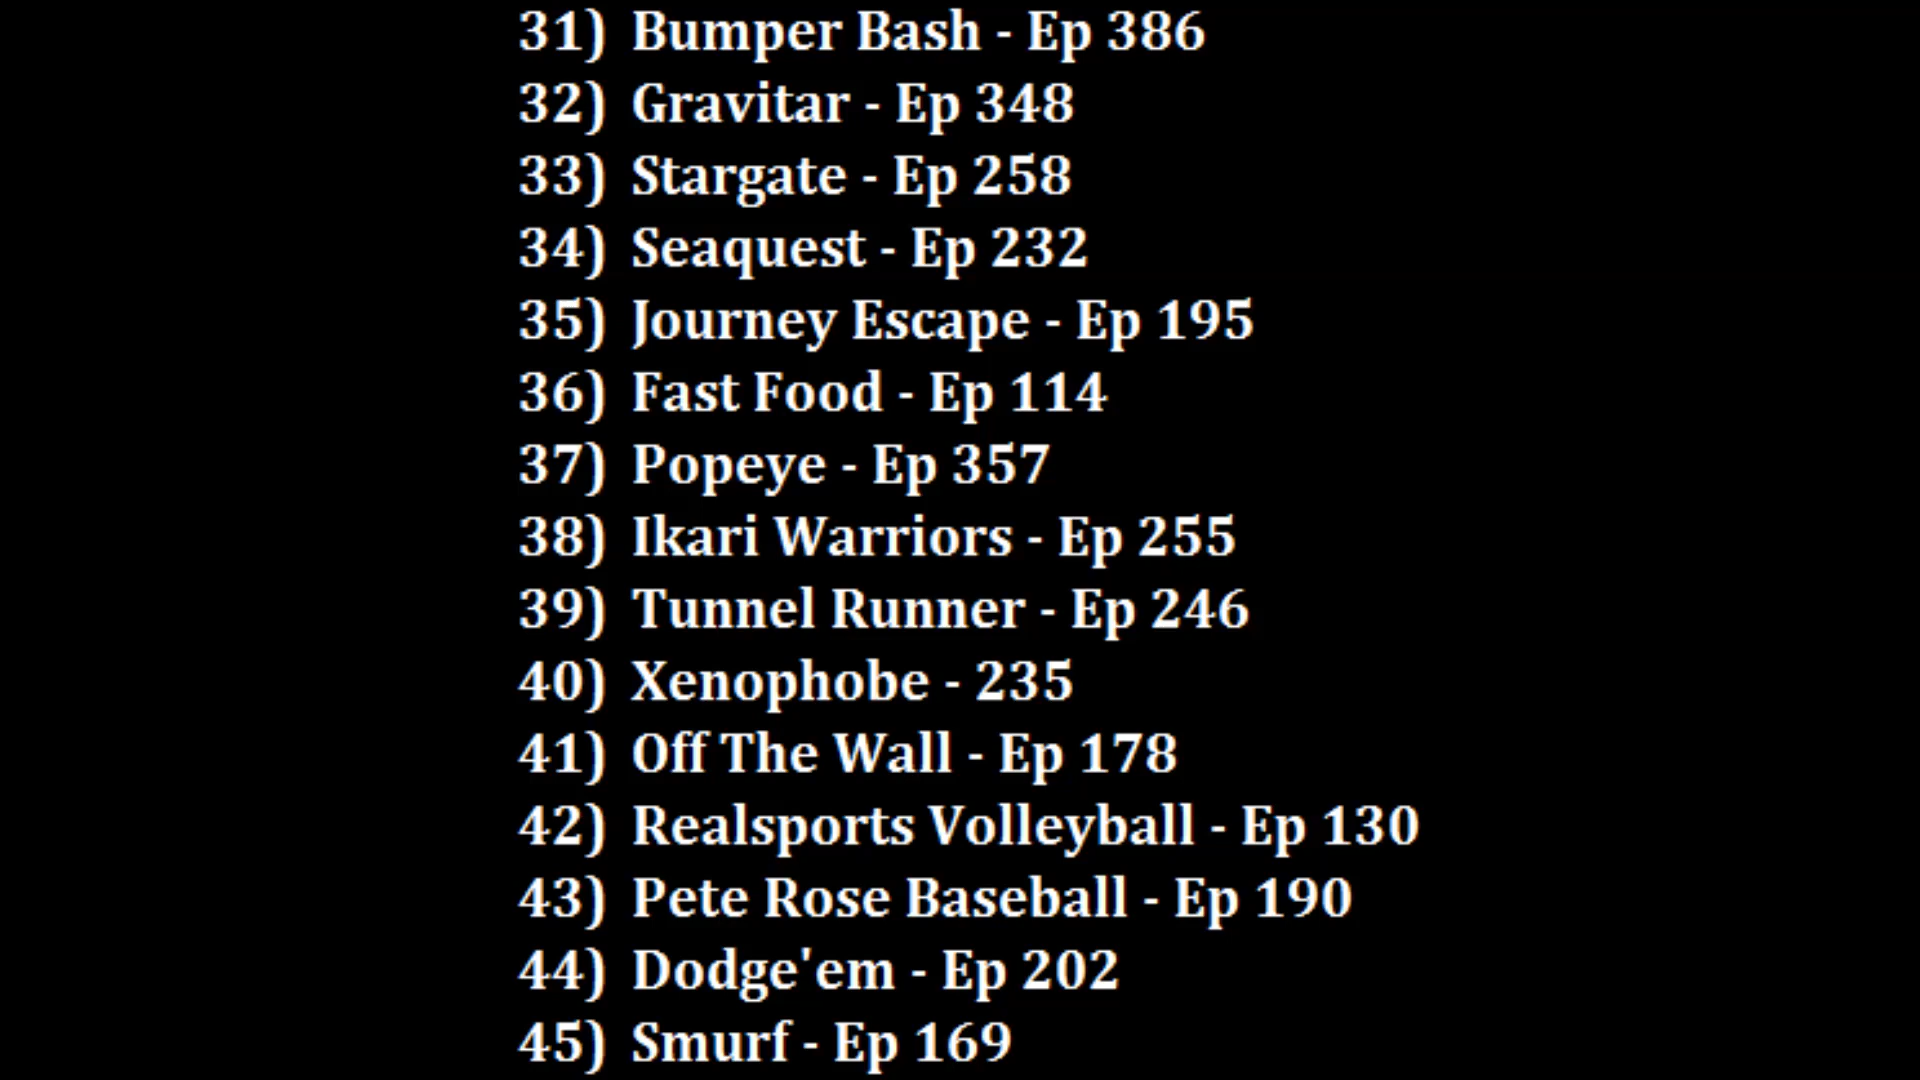 31) Bumper Bash - Ep 386
32) Gravitar - Ep 348
33) Stargate - Ep 258
34) Seaquest - Ep 232
35) Journey Escape - Ep 195
36) Fast Food - Ep 114
37) Popeye - Ep 357
38) Ikari Warriors - Ep 255
39) Tunnel Runner - Ep 246
40) Xenophobe - 235
41) Off The Wall - Ep 178
42) Realsports Volleyball - Ep 130
43) Pete Rose Baseball - Ep 190
44) Dodge'em - Ep 202
45) Smurf - Ep 169